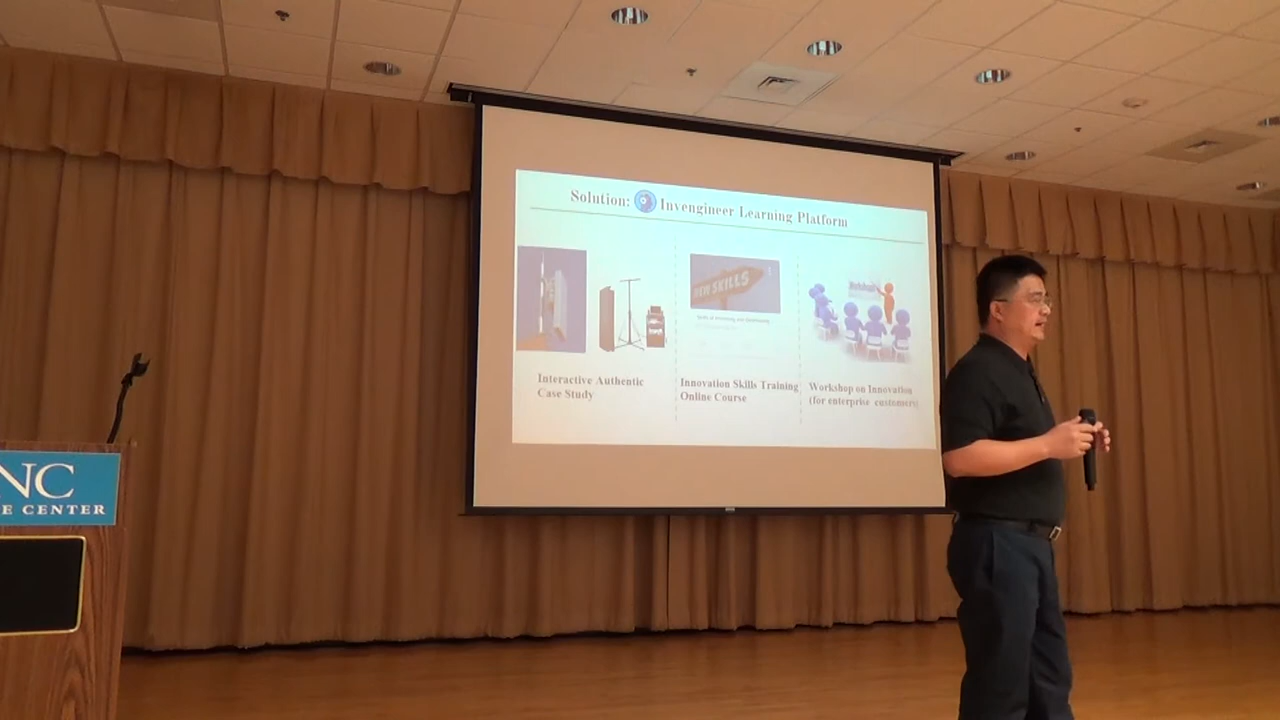 Solution: Invengineer Learning Platform
NEW SKILLS
Interactive Authentic
Case Study
Innovation Skills Training
Online Course
Workshop on Innovation
(for enterprise customers)
NC
E CENTER